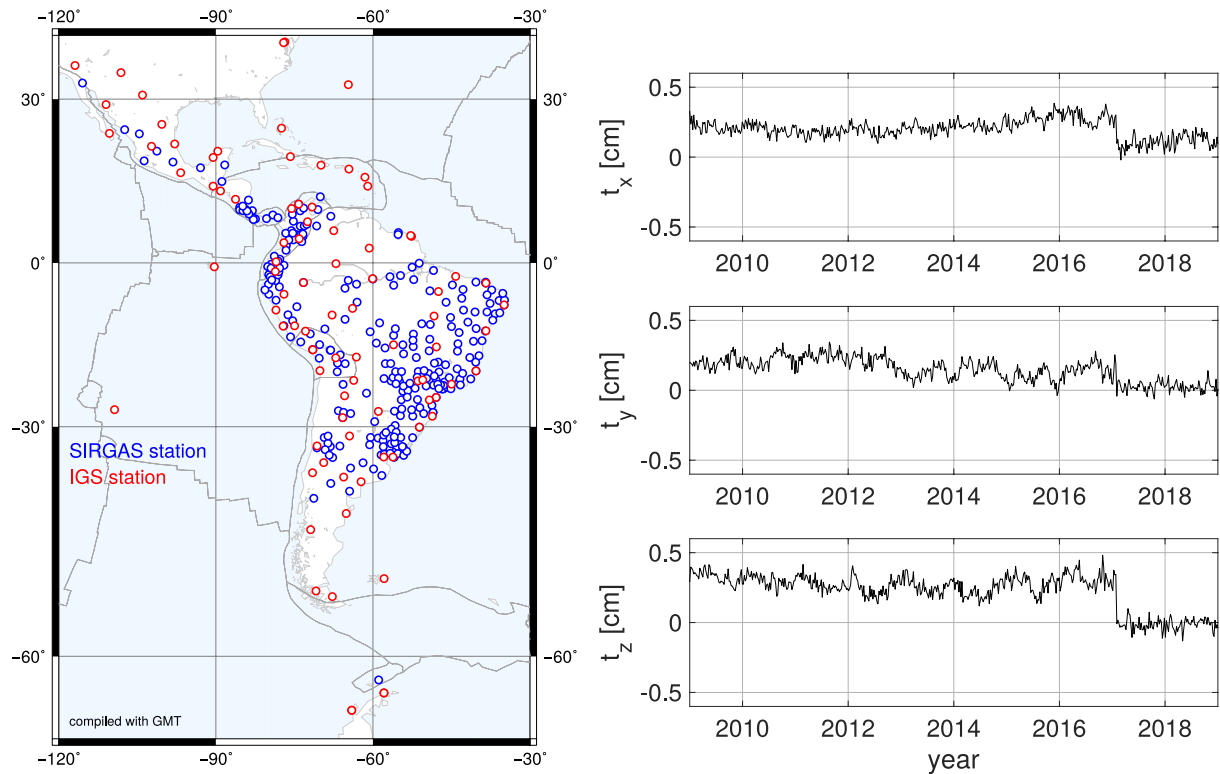 −120° −90° −60° −30°
30° 30°
0° 0°
−30° −30°
SIRGAS station
IGS station
−60° −60°
compiled with GMT
−120° −90° −60° −30°
t_x [cm]
0.5
0
-0.5
2010 2012 2014 2016 2018
t_y [cm]
0.5
0
-0.5
2010 2012 2014 2016 2018
t_z [cm]
0.5
0
-0.5
2010 2012 2014 2016 2018
year